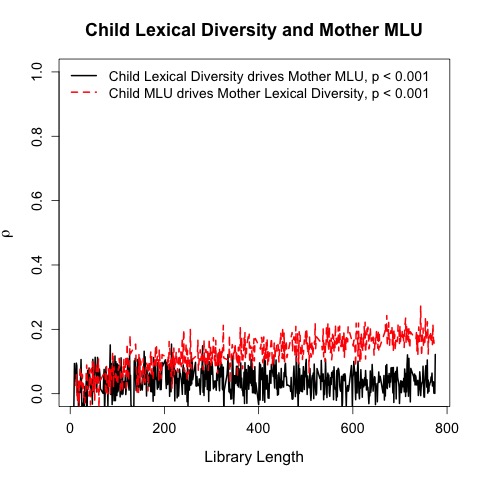 Child Lexical Diversity and Mother MLU
Child Lexical Diversity drives Mother MLU, p < 0.001
Child MLU drives Mother Lexical Diversity, p < 0.001
1.0
0.8
0.6
0.4
0.2
0.0
ρ
0 200 400 600 800
Library Length